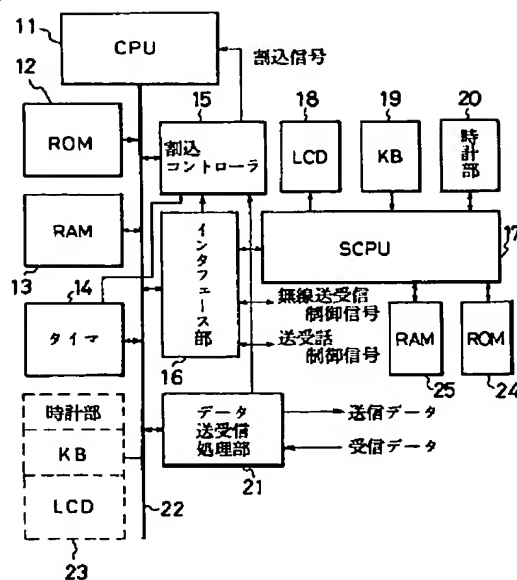 11
CPU
割込信号
12
ROM
15
割込
コントローラ
18
LCD
19
KB
20
時計部
RAM
13
インタフェース部
16
SCPU
17
14
タイマ
無線送受信
制御信号
送受話
制御信号
RAM
25
ROM
24
時計部
KB
LCD
23
22
データ
送受信
処理部
21
送信データ
受信データ